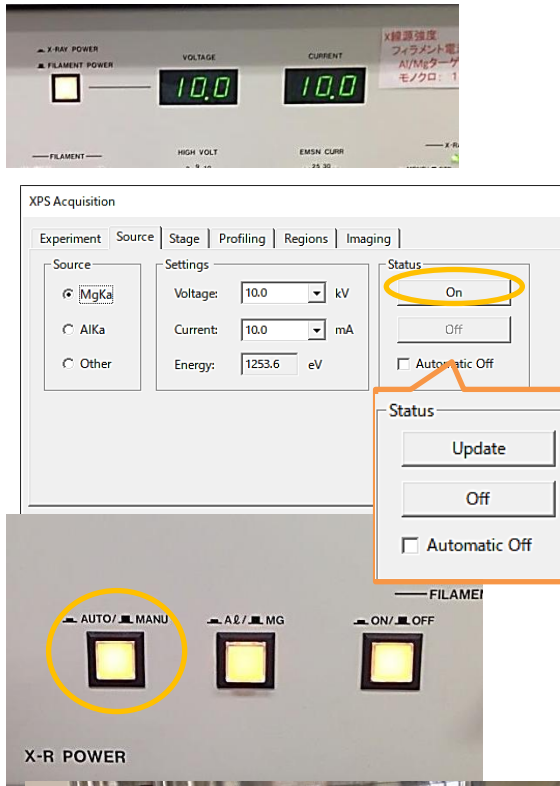 X-RAY POWER
FILAMENT POWER
VOLTAGE
CURRENT
10.0
10.0
X線源強度
フィラメント電
Al/Mgターゲ
モノクロ: 1
FILAMENT
HIGH VOLT
EMSN CURR
25 30
XPS Acquisition
Experiment Source Stage Profiling Regions Imaging
Source
MgKa
AlKa
Other
Settings
Voltage: 10.0 kV
Current: 10.0 mA
Energy: 1253.6 eV
Status
On
Off
Automatic Off
Status
Update
Off
Automatic Off
FILAME
AUTO/ MANU
Aℓ/ MG
ON/ OFF
X-R POWER